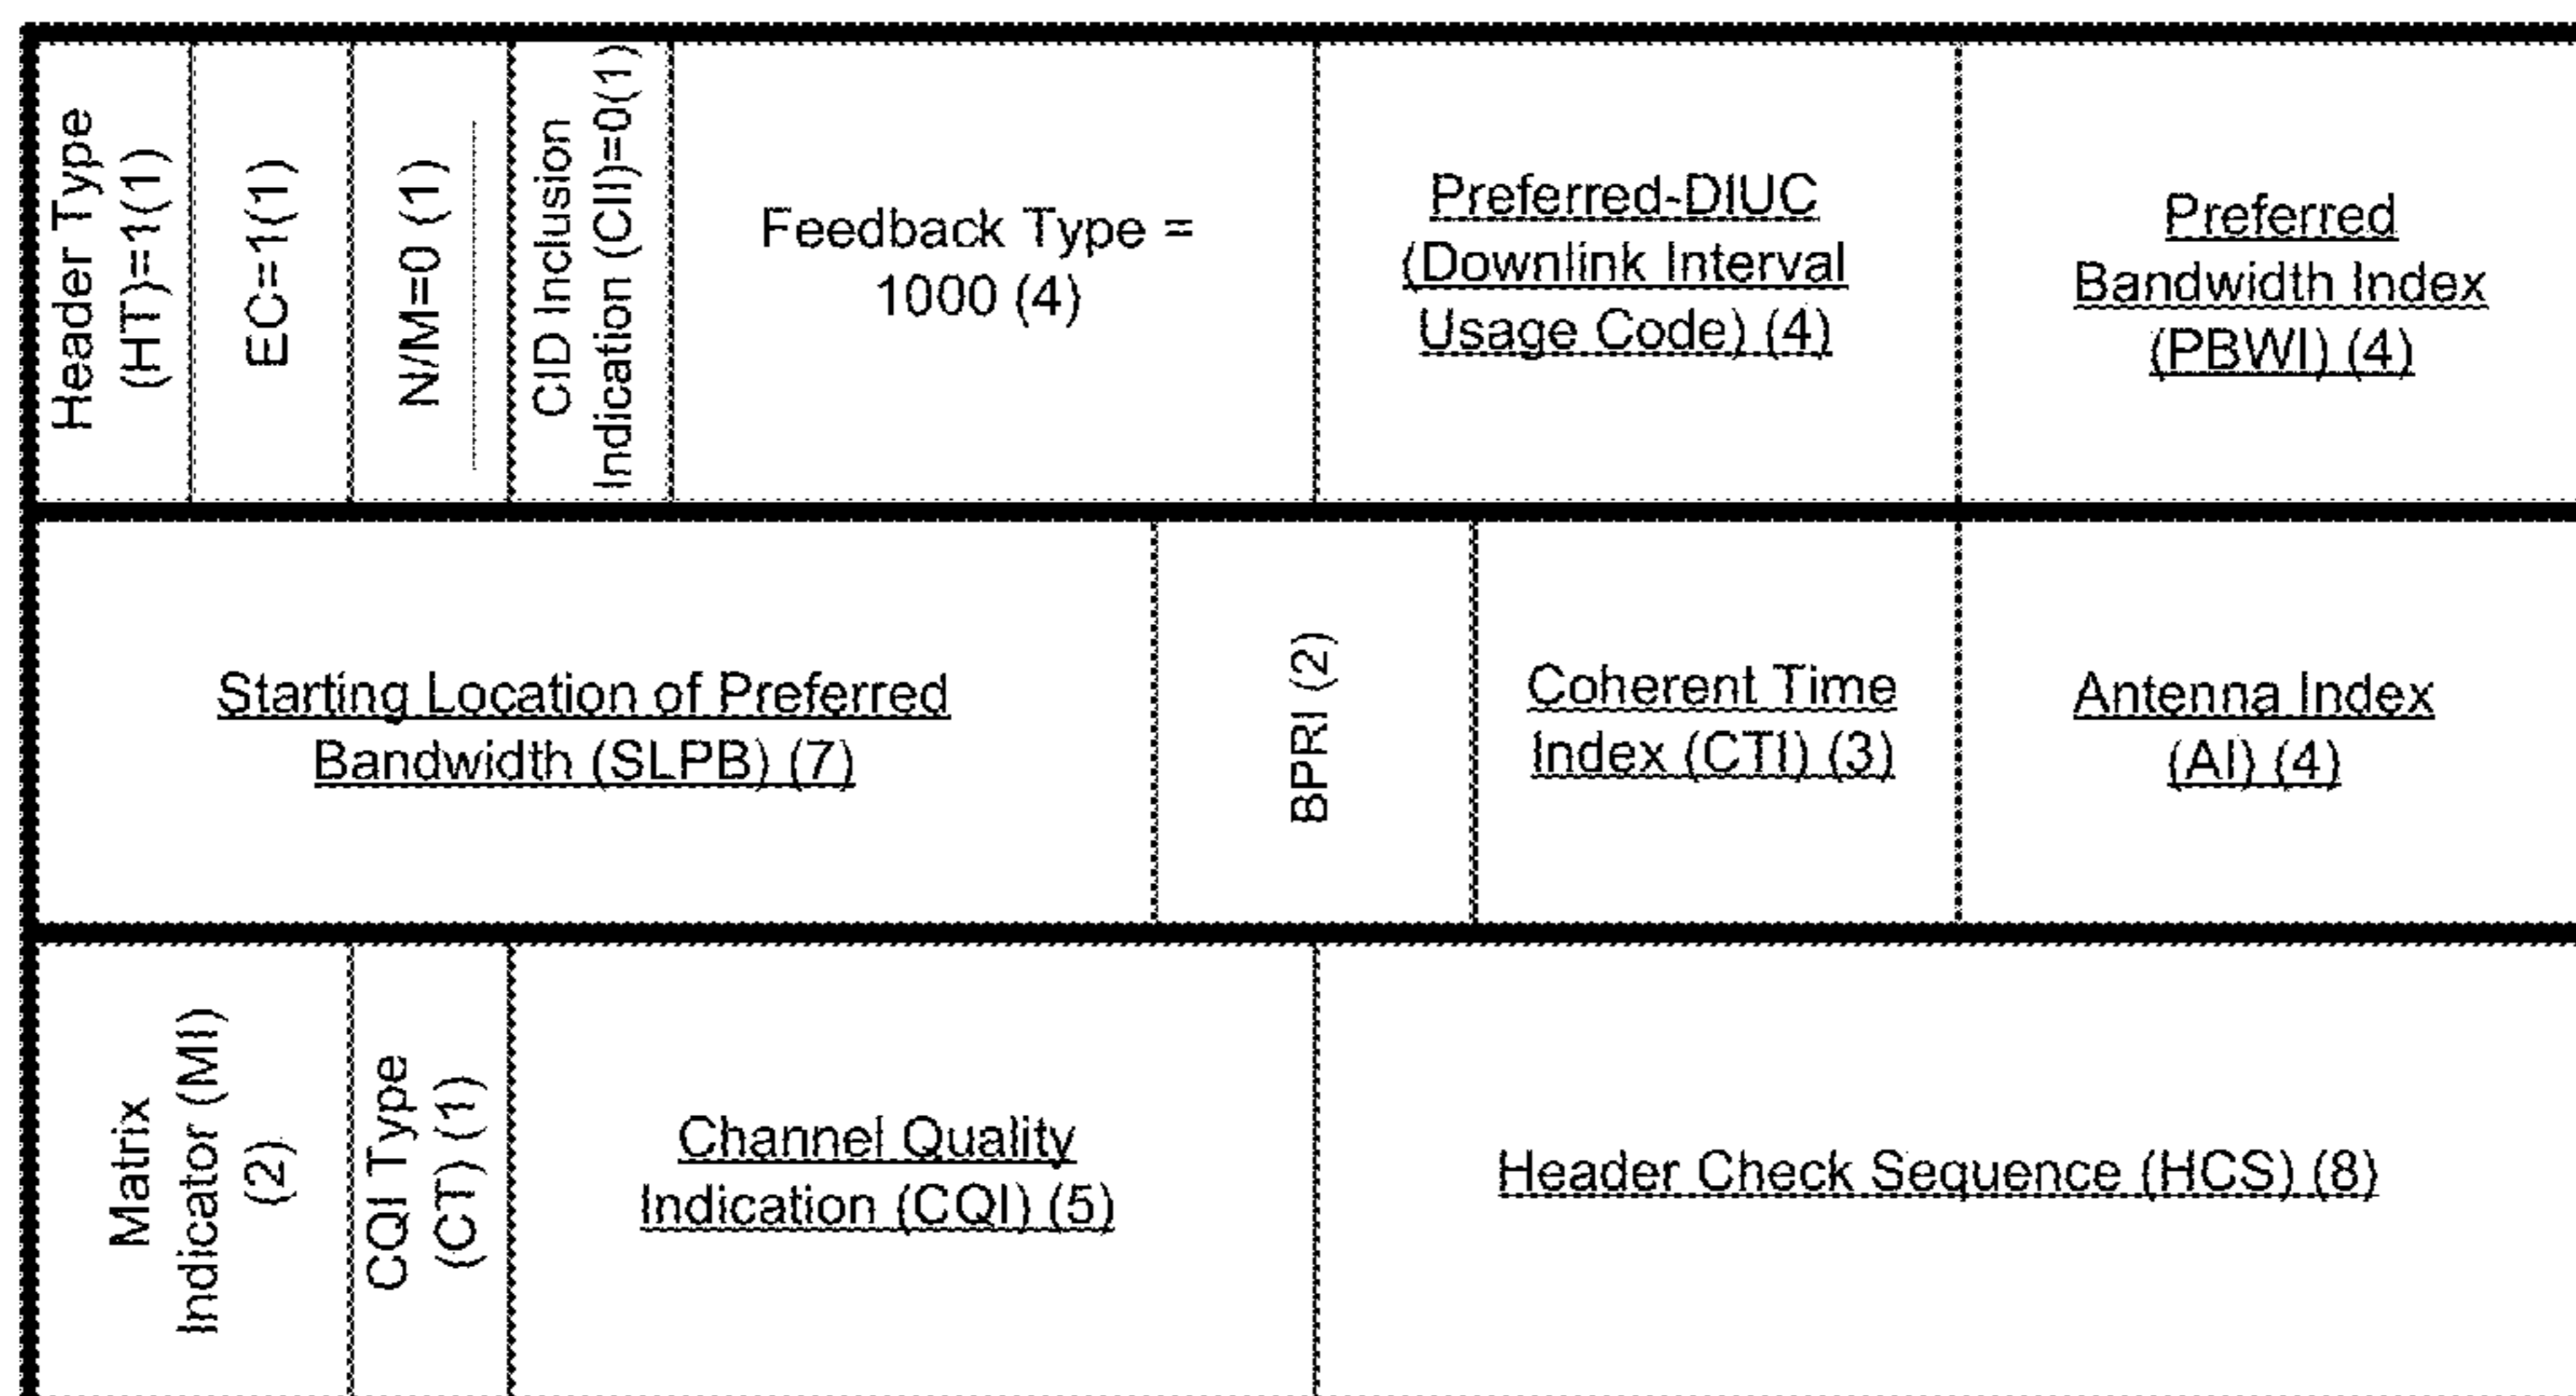 Header Type
(HT)=1(1)
EC=1(1)
N/M=0 (1)
CID Inclusion
Indication (CII)=0(1)
Feedback Type =
1000 (4)
Preferred-DIUC
(Downlink Interval
Usage Code) (4)
Preferred
Bandwidth Index
(PBWI) (4)
Starting Location of Preferred
Bandwidth (SLPB) (7)
BPRI (2)
Coherent Time
Index (CTI) (3)
Antenna Index
(AI) (4)
Matrix
Indicator (MI)
(2)
CQI Type
(CT) (1)
Channel Quality
Indication (CQI) (5)
Header Check Sequence (HCS) (8)